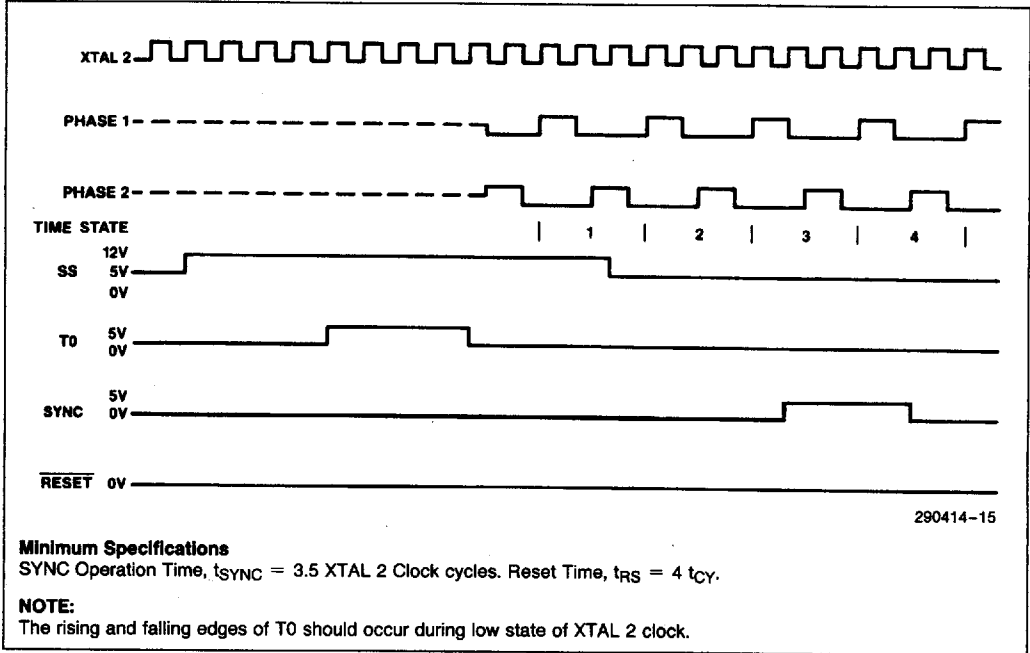 XTAL 2
PHASE 1
PHASE 2
TIME STATE
1 2 3 4
12V
SS 5V
0V
T0 5V
0V
5V
SYNC 0V
RESET 0V
290414–15
Minimum Specifications
SYNC Operation Time, tSYNC = 3.5 XTAL 2 Clock cycles. Reset Time, tRS = 4 tCY.
NOTE:
The rising and falling edges of T0 should occur during low state of XTAL 2 clock.